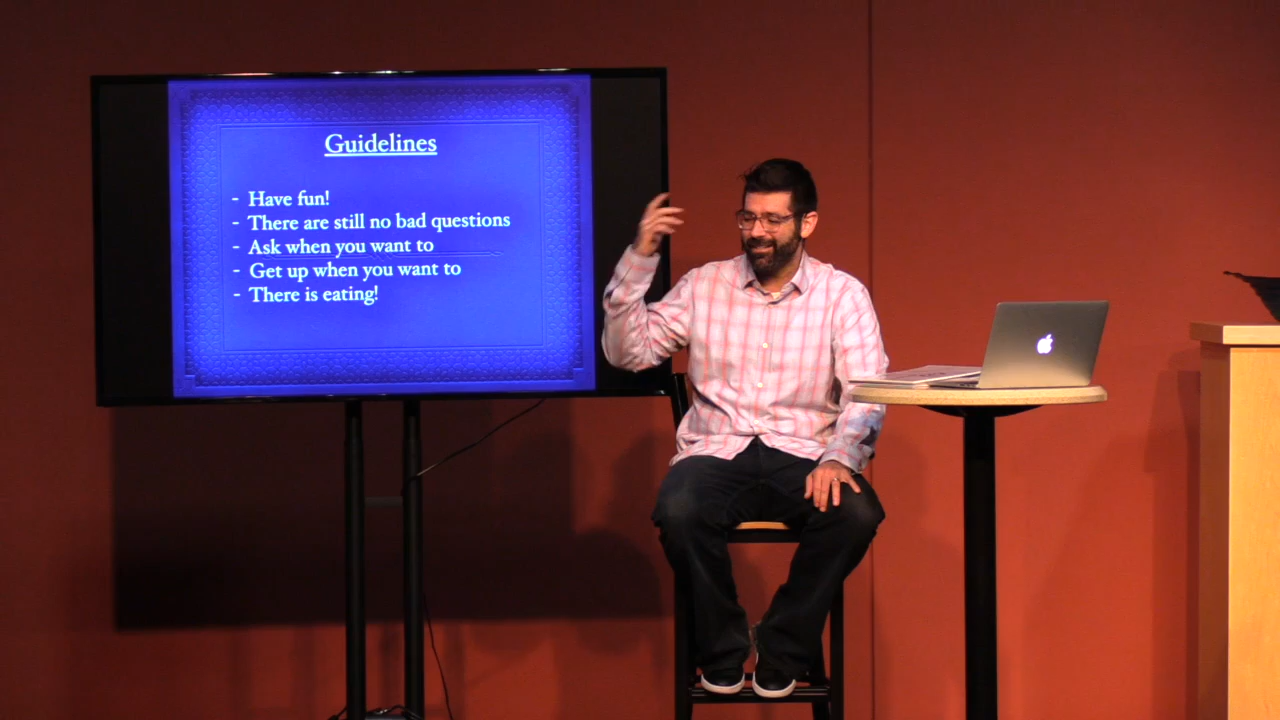 Guidelines
- Have fun!
- There are still no bad questions
- Ask when you want to
- Get up when you want to
- There is eating!